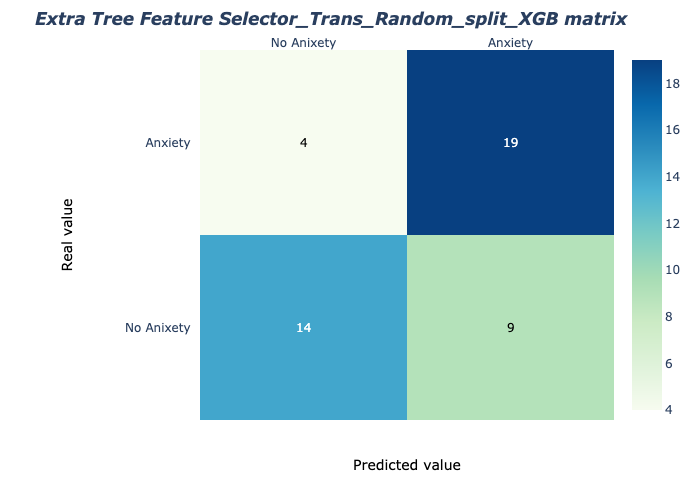 Extra Tree Feature Selector_Trans_Random_split_XGB matrix
No Anixety Anxiety
Anxiety 4 19
No Anixety 14 9
Real value
Predicted value
18
16
14
12
10
8
6
4